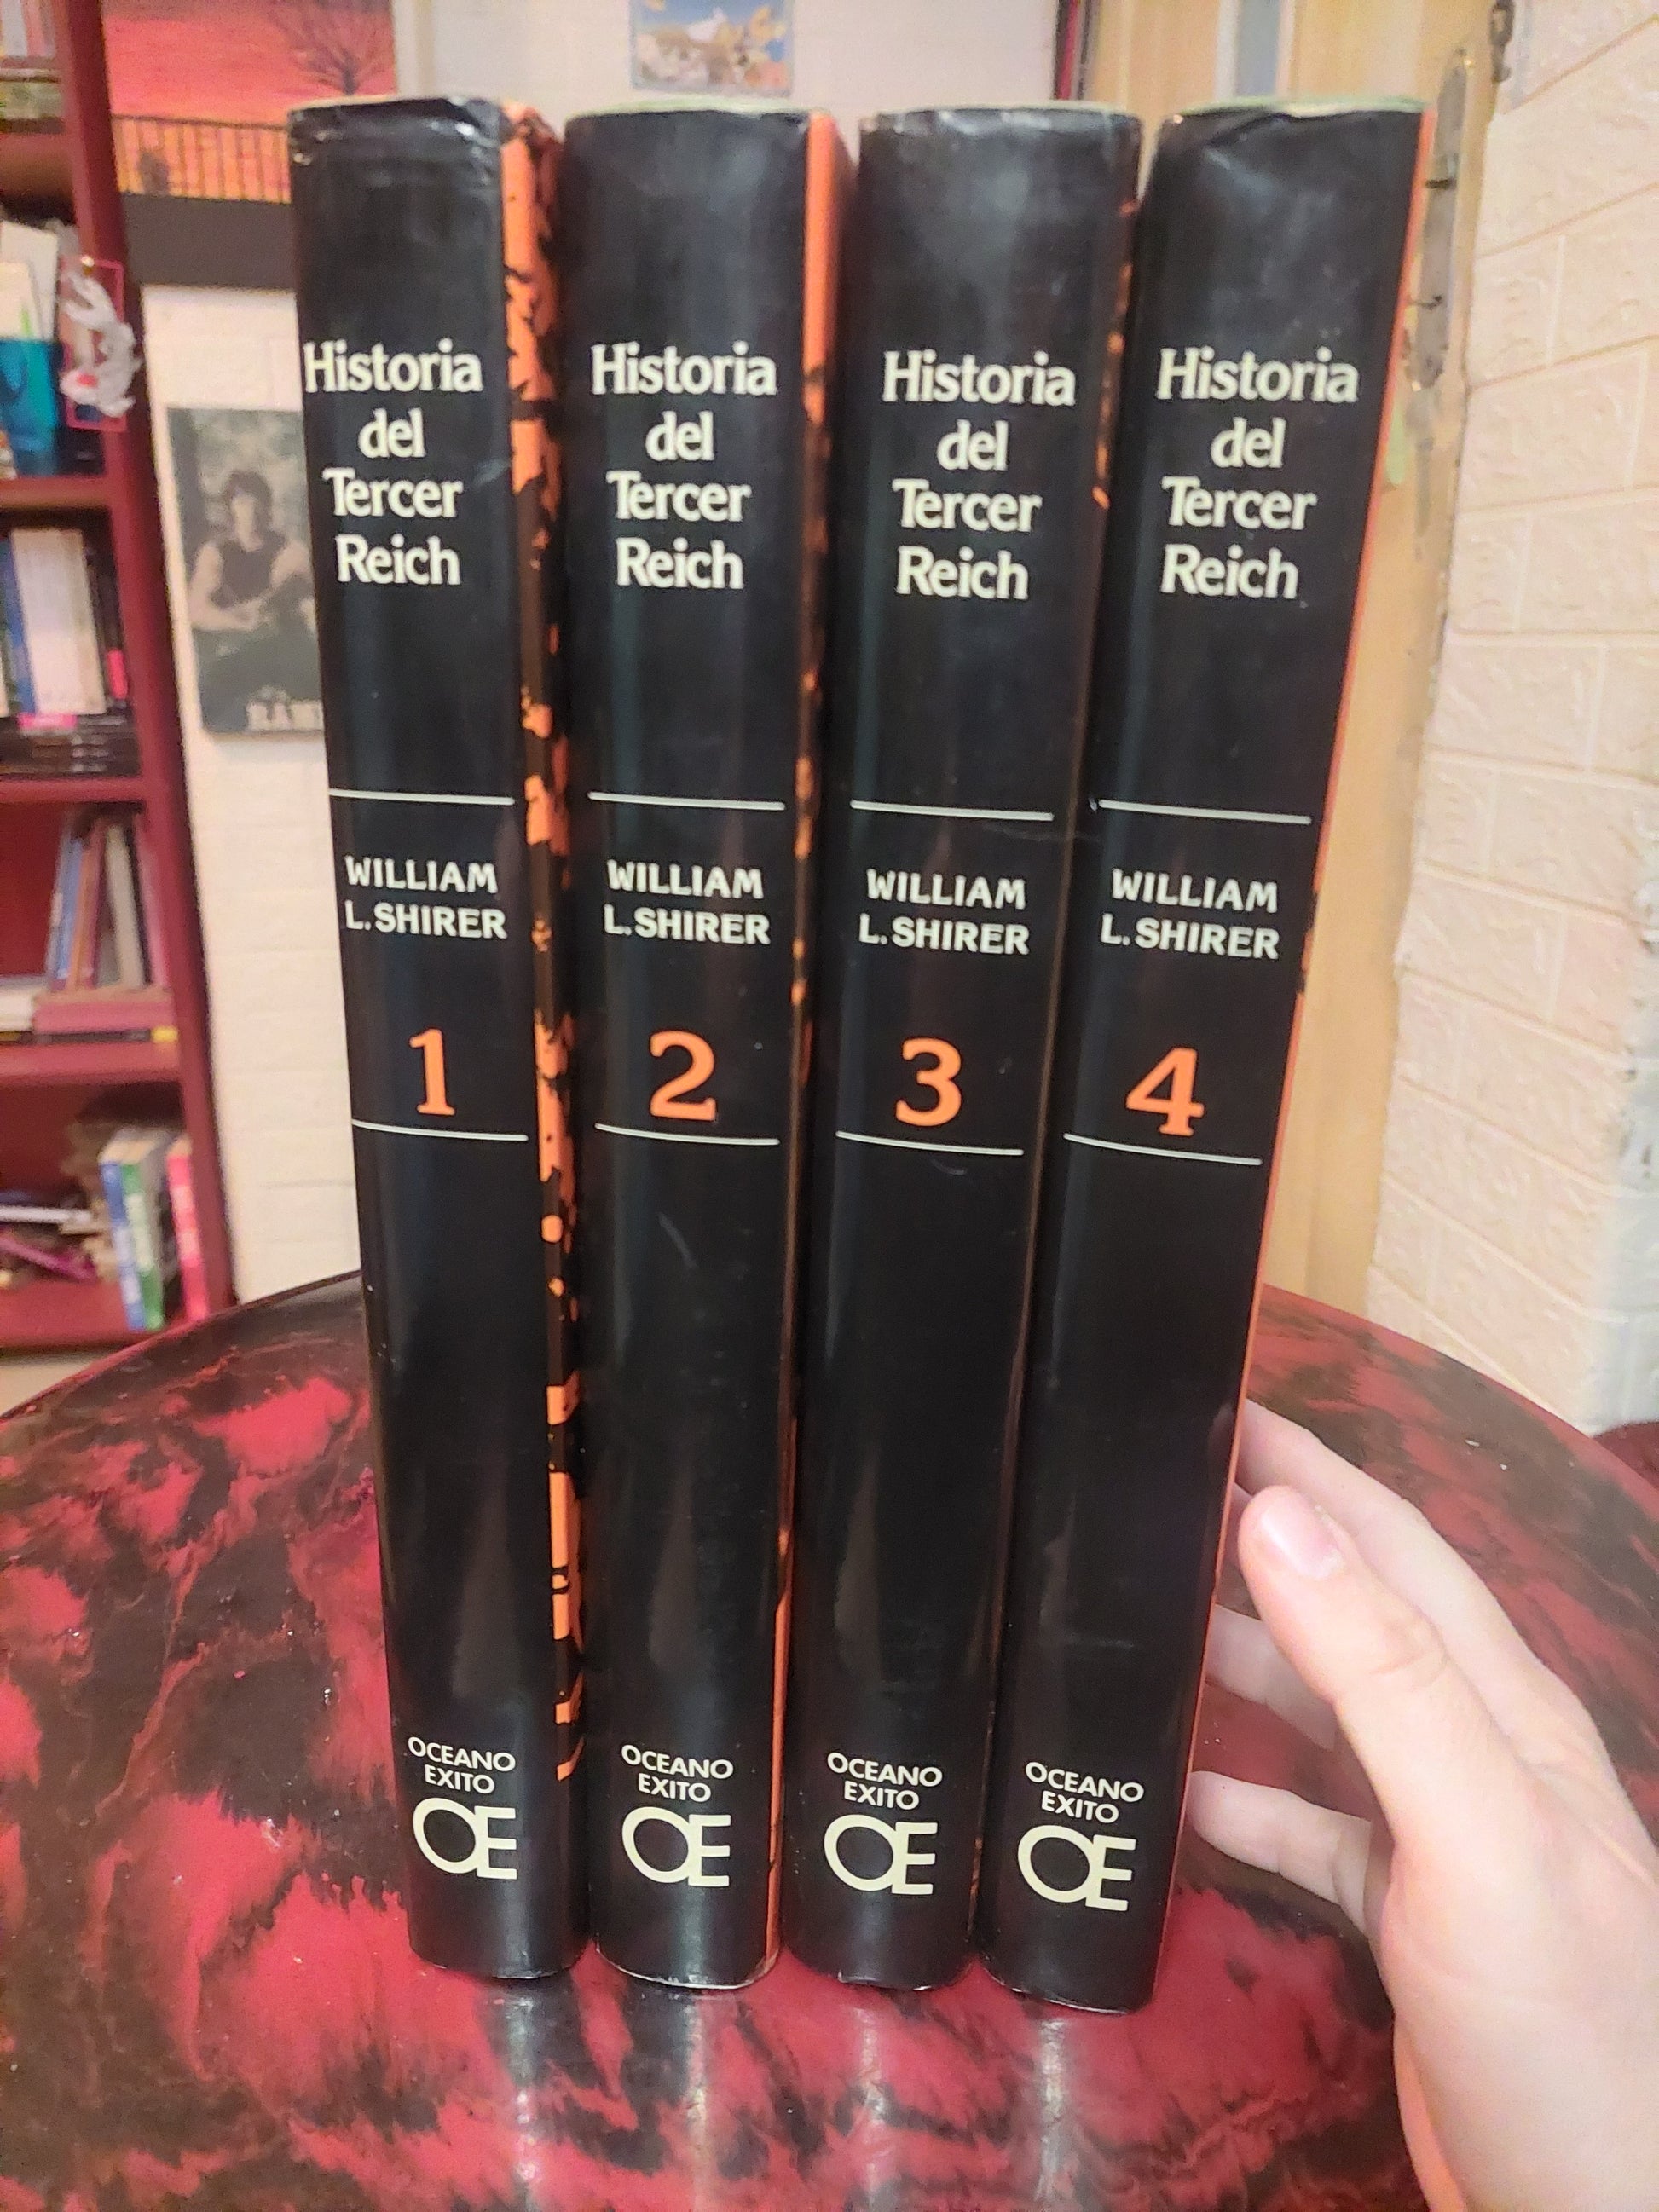 Historia
del
Tercer
Reich
WILLIAM
L. SHIRER
1
OCEANO
EXITO
OE
Historia
del
Tercer
Reich
WILLIAM
L. SHIRER
2
OCEANO
EXITO
OE
Historia
del
Tercer
Reich
WILLIAM
L. SHIRER
3
OCEANO
EXITO
OE
Historia
del
Tercer
Reich
WILLIAM
L. SHIRER
4
OCEANO
EXITO
OE